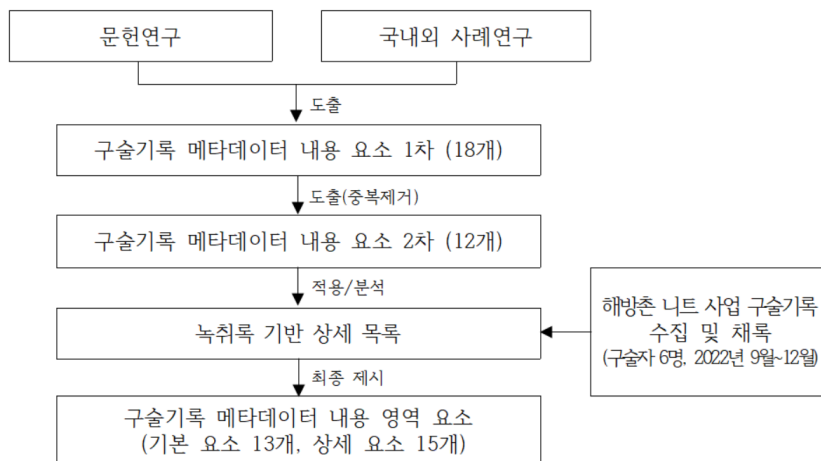 문헌연구
국내외 사례연구
도출
구술기록 메타데이터 내용 요소 1차 (18개)
도출(중복제거)
구술기록 메타데이터 내용 요소 2차 (12개)
적용/분석
녹취록 기반 상세 목록
해방촌 니트 사업 구술기록
수집 및 채록
(구술자 6명, 2022년 9월~12월)
최종 제시
구술기록 메타데이터 내용 영역 요소
(기본 요소 13개, 상세 요소 15개)